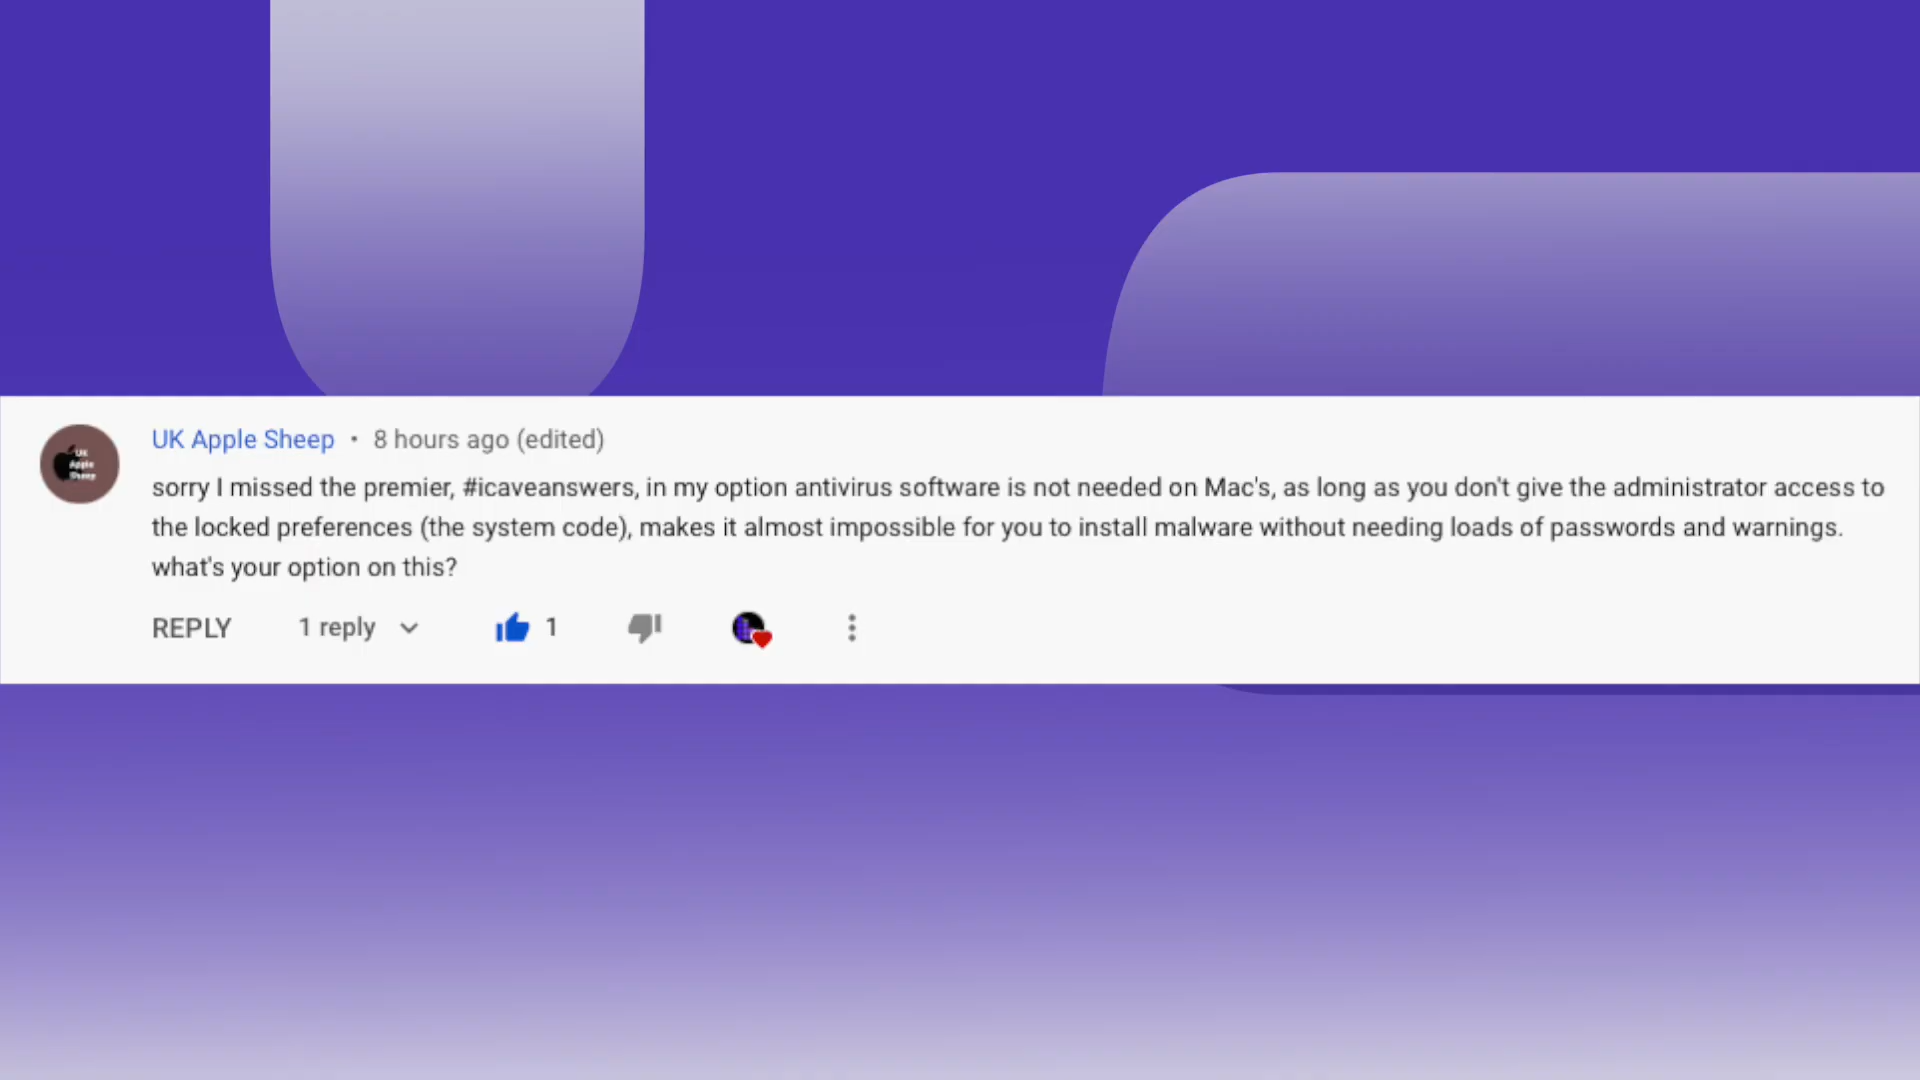 UK Apple Sheep • 8 hours ago (edited)
UK
Apple
Sheep
sorry I missed the premier, #icaveanswers, in my option antivirus software is not needed on Mac's, as long as you don't give the administrator access to
the locked preferences (the system code), makes it almost impossible for you to install malware without needing loads of passwords and warnings.
what's your option on this?
REPLY 1 reply 1